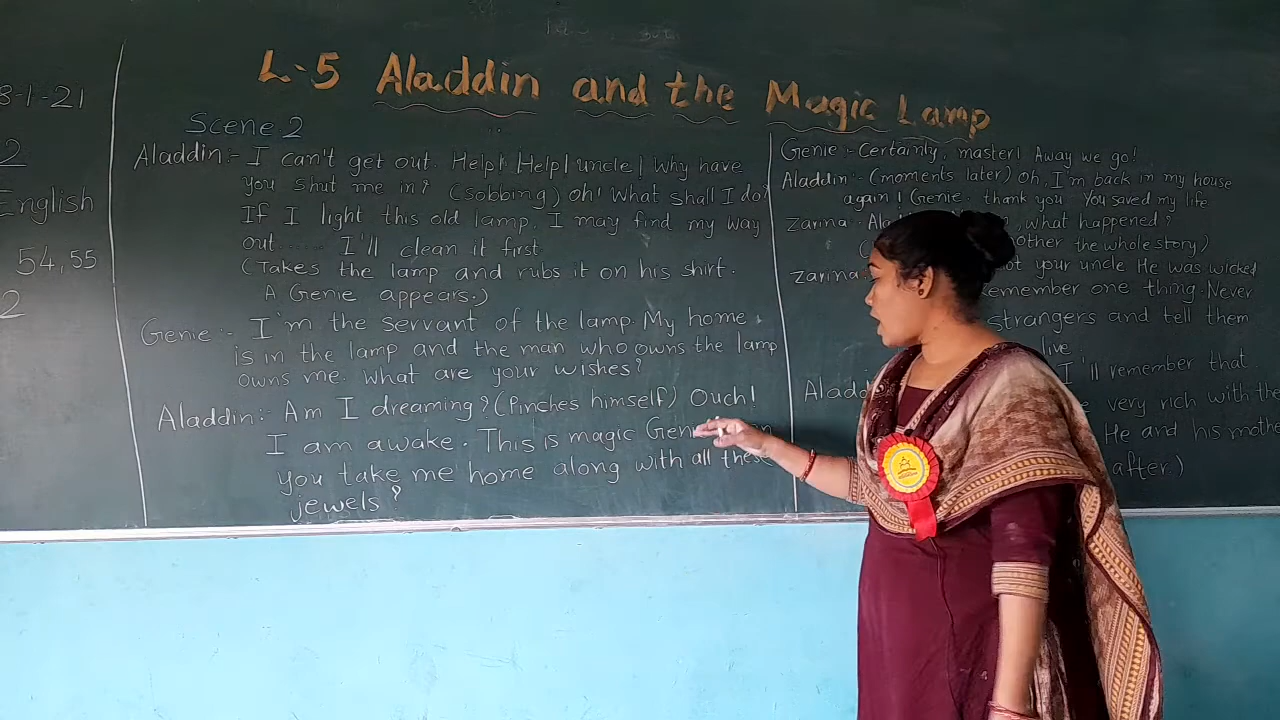 8-1-21
2
English
54,55
2
L-5 Aladdin and the Magic Lamp
Scene 2
Aladdin:- I can't get out. Help! Help! uncle! Why have
you shut me in? (Sobbing) Oh! What shall I do?
If I light this old lamp, I may find my way
out...... I'll clean it first.
(Takes the lamp and rubs it on his shirt.
A Genie appears.)
Genie:- I'm the servant of the lamp. My home
is in the lamp and the man who owns the lamp
owns me. What are your wishes?
Aladdin:- Am I dreaming? (Pinches himself) Ouch!
I am awake. This is magic
you take me home along with all these
jewels?
Genie:- Certainly, master! Away we go!
Aladdin:- (moments later) Oh, I'm back in my house
again! Genie, thank you. You saved my life
Zarina:- what happened?
the whole story)
Zarina: your uncle He was wicked
remember one thing. Never
strangers and tell them
live
I'll remember that.
very rich with the
He and his
after.)